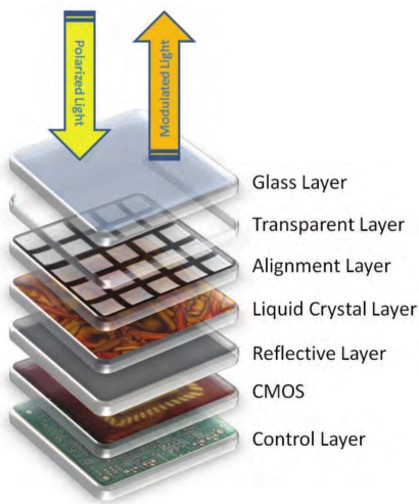 Polarized Light
Modulated Light
Glass Layer
Transparent Layer
Alignment Layer
Liquid Crystal Layer
Reflective Layer
CMOS
Control Layer